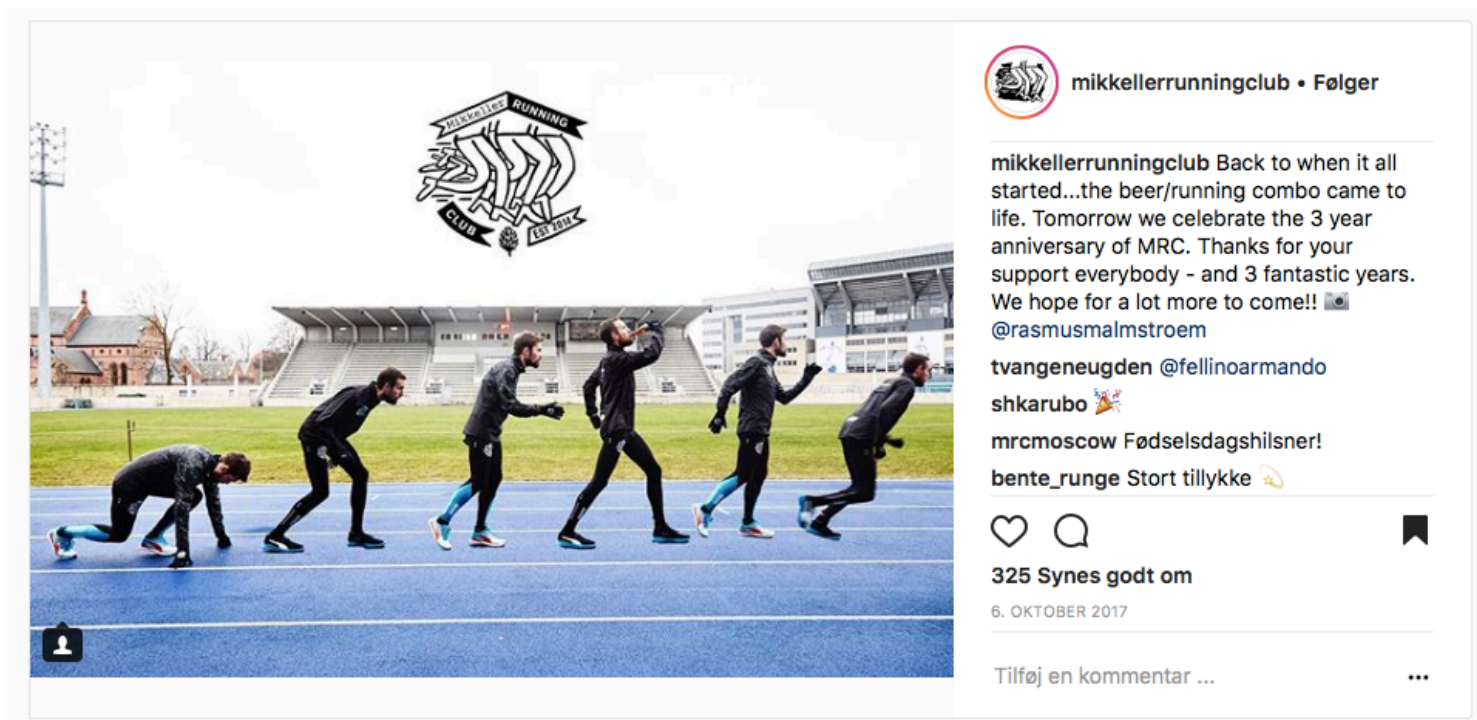 Mikkeller RUNNING
CLUB
EST 2014
mikkellerrunningclub • Følger
mikkellerrunningclub Back to when it all
started...the beer/running combo came to
life. Tomorrow we celebrate the 3 year
anniversary of MRC. Thanks for your
support everybody - and 3 fantastic years.
We hope for a lot more to come!! 📷
@rasmusmalmstroem
tvangeneugden @fellinoarmando
shkarubo 🎉
mrcmoscow Fødselsdagshilsner!
bente_runge Stort tillykke 💫
325 Synes godt om
6. OKTOBER 2017
Tilføj en kommentar ...